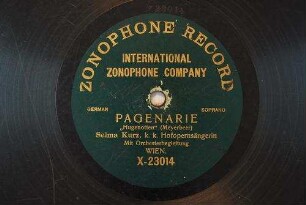 ZONOPHONE RECORD
INTERNATIONAL
ZONOPHONE COMPANY
GERMAN SOPRANO
PAGENARIE
„Hugenotten" (Meyerbeer)
Selma Kurz, k. k. Hofopernsängerin
Mit Orchesterbegleitung
WIEN.
X-23014